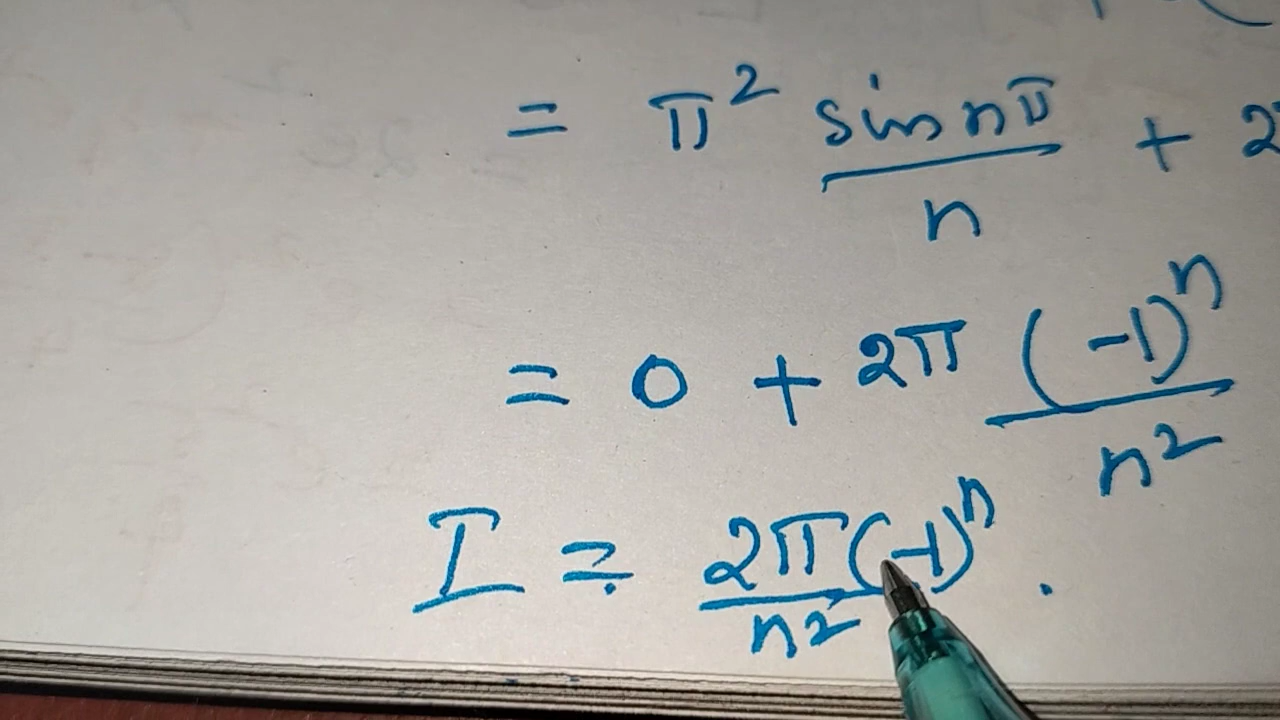 = π² sin nπ / n + 2
= 0 + 2π (-1)ⁿ / n²
I = 2π(-1)ⁿ / n² .